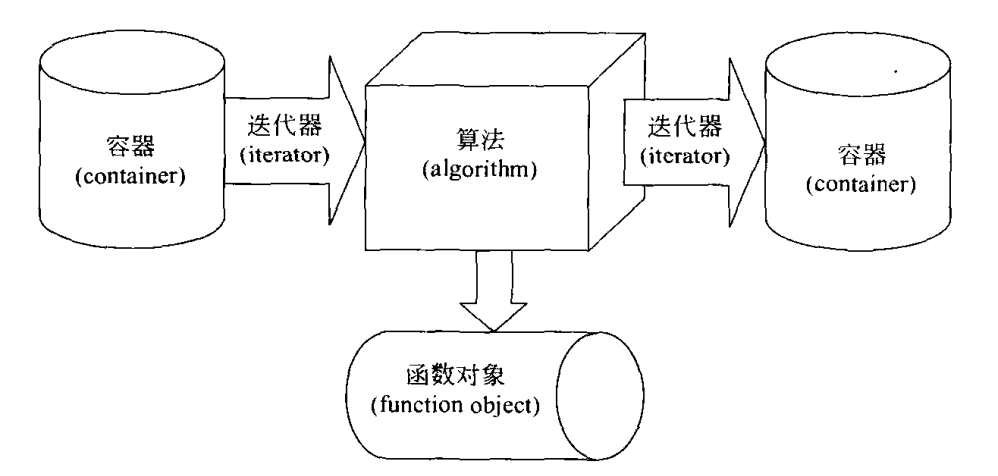 容器
(container)
迭代器
(iterator)
算法
(algorithm)
迭代器
(iterator)
容器
(container)
函数对象
(function object)